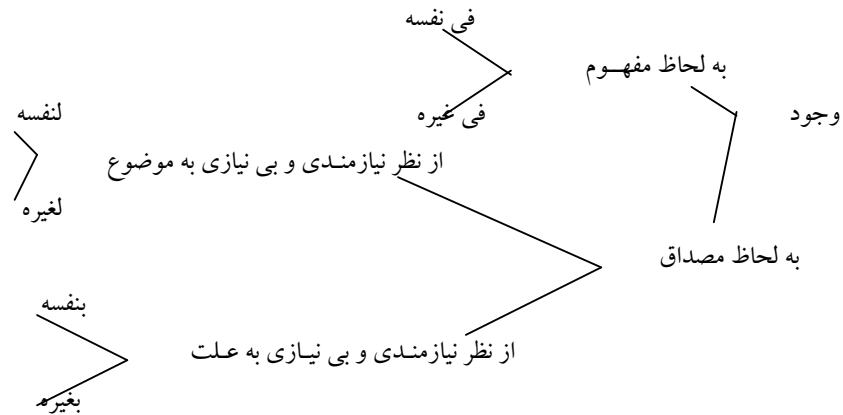 وجود
به لحاظ مفهوم
فی نفسه
فی غیره
به لحاظ مصداق
از نظر نیازمندی و بی نیازی به موضوع
لنفسه
لغیره
از نظر نیازمندی و بی نیازی به علت
بنفسه
بغیره